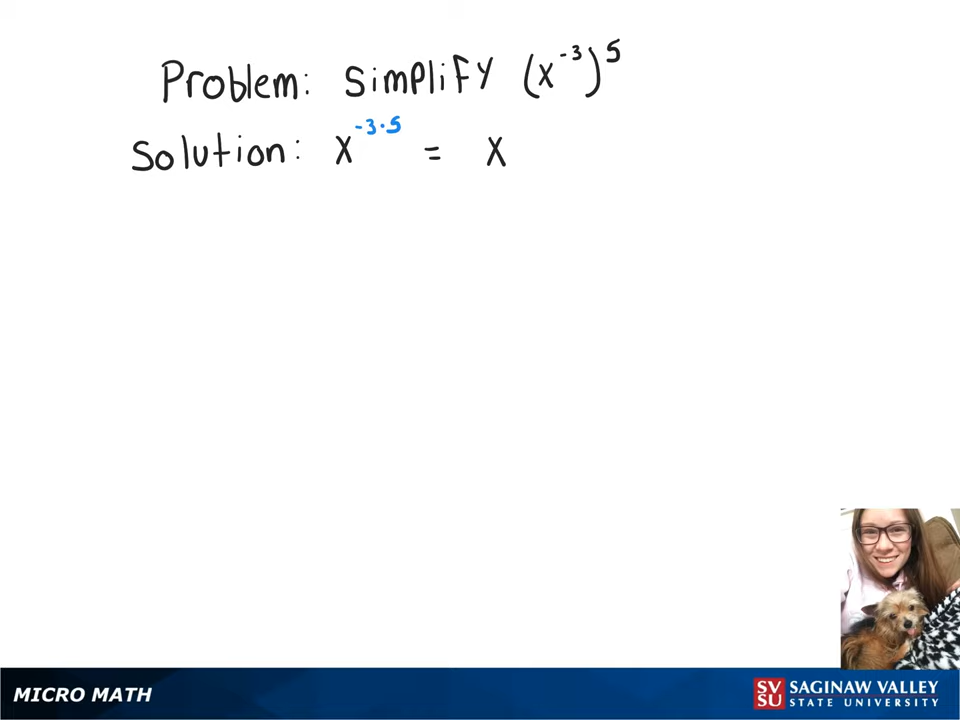 Problem: Simplify (x⁻³)⁵
Solution: x⁻³·⁵ = x
MICRO MATH
SV SU SAGINAW VALLEY
STATE UNIVERSITY